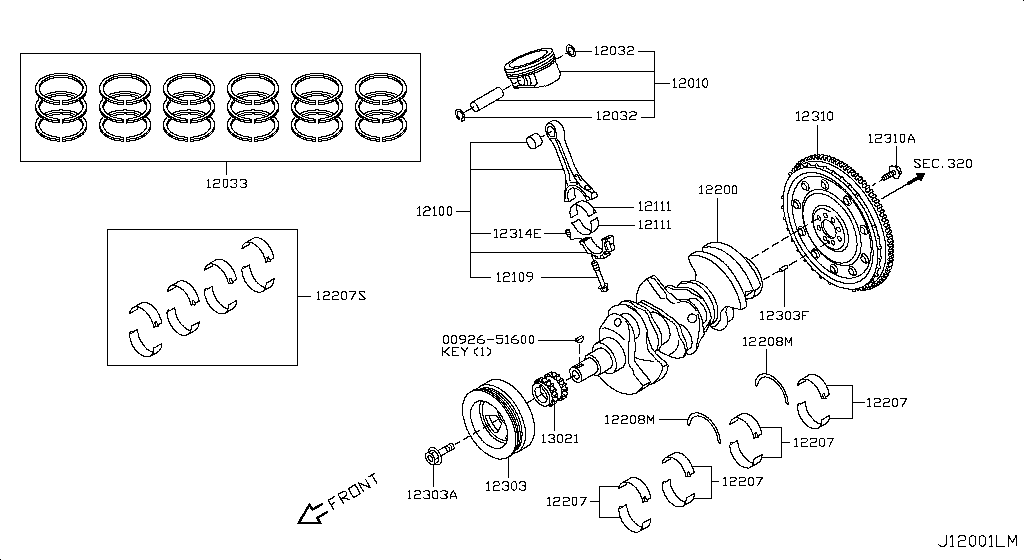 12032
12010
12032
12033
12310
12310A
SEC.320
12200
12100
12111
12111
12314E
12109
12207S
12303F
00926-51600
KEY (1)
12208M
12207
12208M
12207
13021
12207
12303A
12303
12207
FRONT
J12001LM